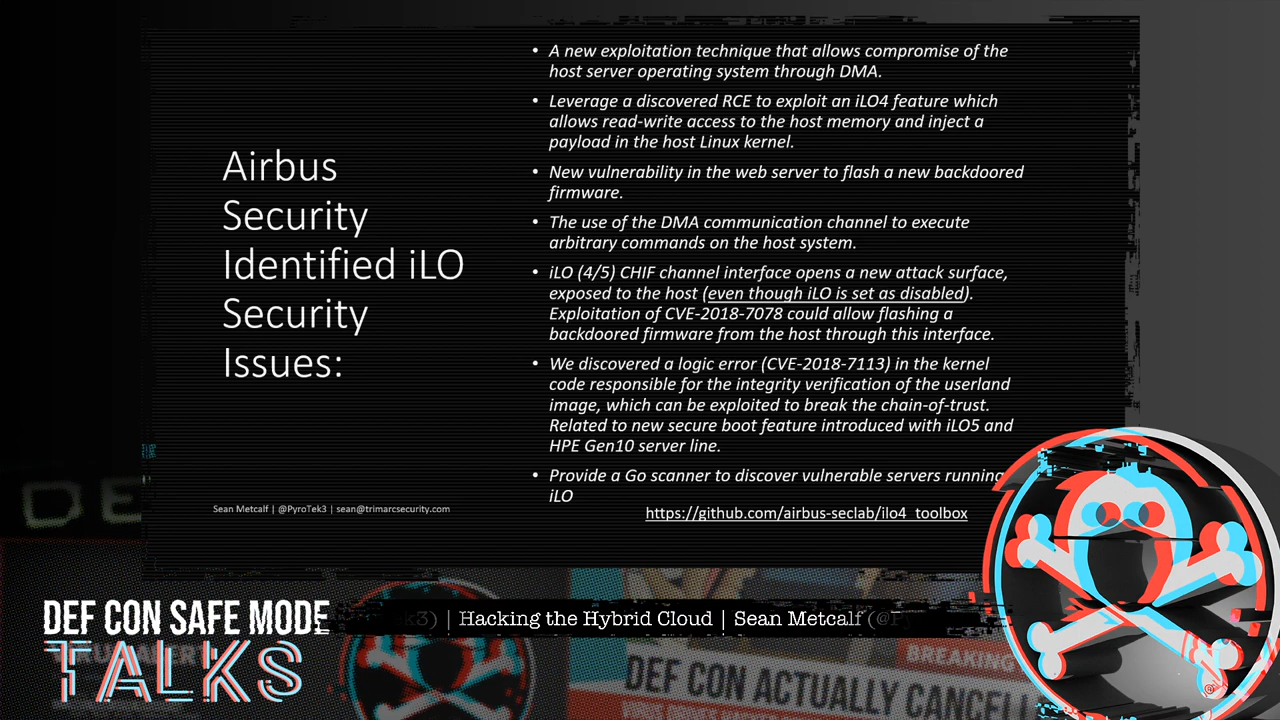 Airbus
Security
Identified iLO
Security
Issues:
• A new exploitation technique that allows compromise of the
host server operating system through DMA.
• Leverage a discovered RCE to exploit an iLO4 feature which
allows read-write access to the host memory and inject a
payload in the host Linux kernel.
• New vulnerability in the web server to flash a new backdoored
firmware.
• The use of the DMA communication channel to execute
arbitrary commands on the host system.
• iLO (4/5) CHIF channel interface opens a new attack surface,
exposed to the host (even though iLO is set as disabled).
Exploitation of CVE-2018-7078 could allow flashing a
backdoored firmware from the host through this interface.
• We discovered a logic error (CVE-2018-7113) in the kernel
code responsible for the integrity verification of the userland
image, which can be exploited to break the chain-of-trust.
Related to new secure boot feature introduced with iLO5 and
HPE Gen10 server line.
• Provide a Go scanner to discover vulnerable servers running
iLO
Sean Metcalf | @PyroTek3 | sean@trimarcsecurity.com
https://github.com/airbus-seclab/ilo4_toolbox
DEF CON SAFE MODE
TALKS
k3) | Hacking the Hybrid Cloud | Sean Metcalf (@P
BREAKING
DEF CON ACTUALLY CANCELL